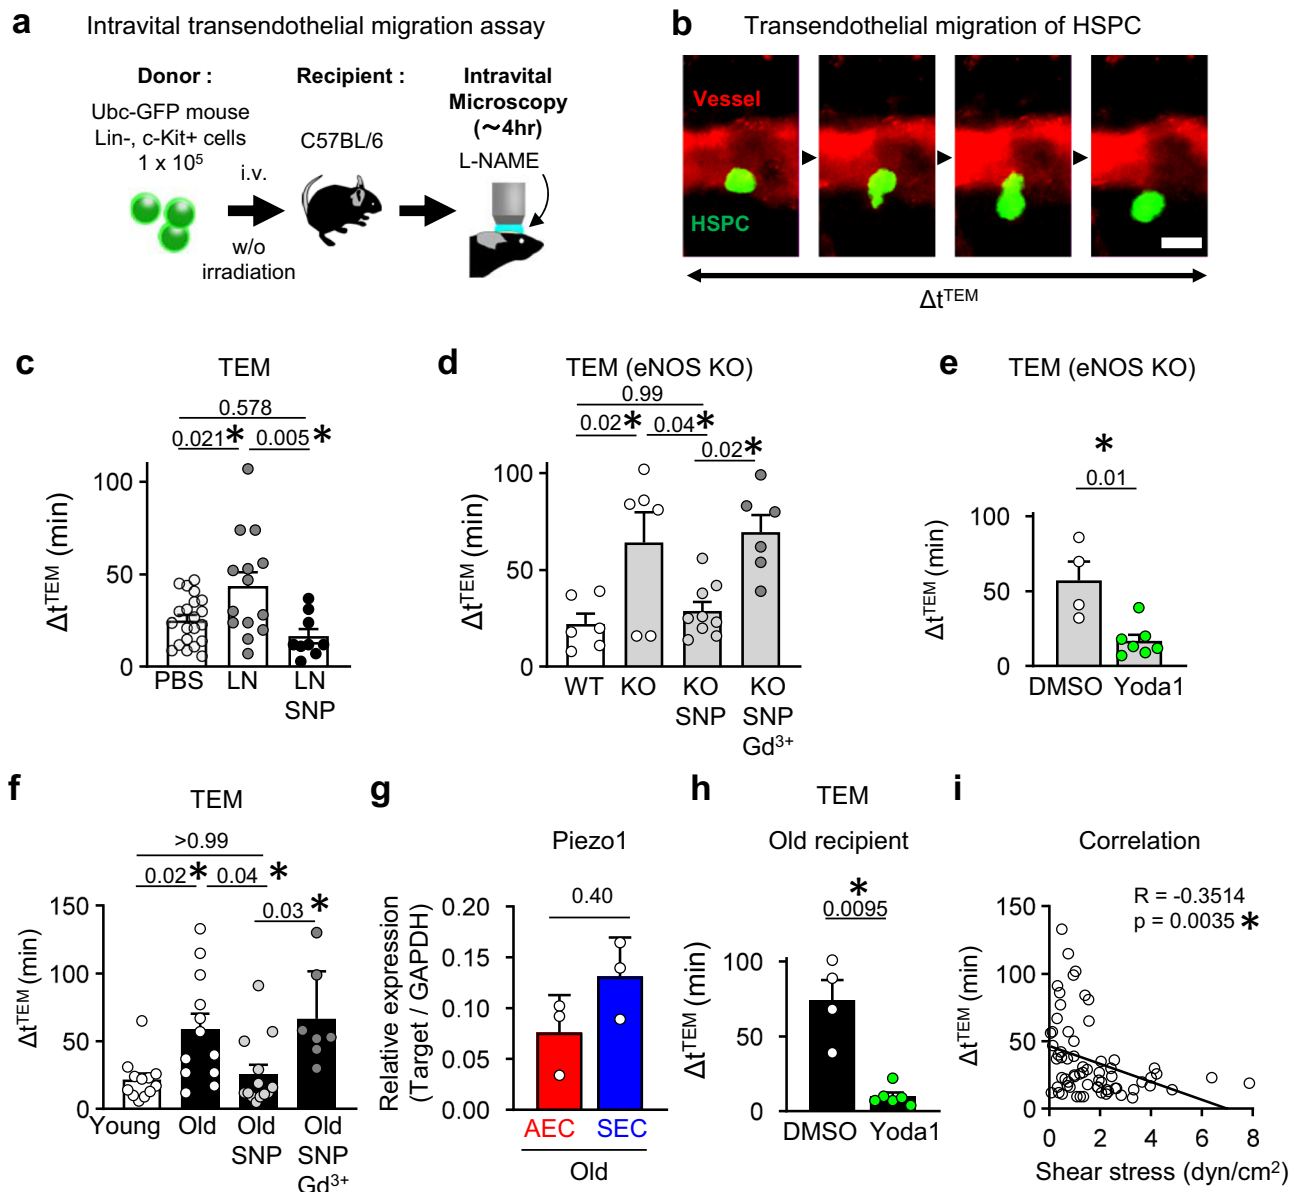 a Intravital transendothelial migration assay
Donor :
Ubc-GFP mouse
Lin-, c-Kit+ cells
1 x 10⁵
i.v.
w/o
irradiation
Recipient :
C57BL/6
Intravital
Microscopy
(~4hr)
L-NAME
b Transendothelial migration of HSPC
Vessel
HSPC
Δt^TEM
c TEM
0.578
0.021 * 0.005 *
Δt^TEM (min)
100
50
0
PBS LN LN
SNP
d TEM (eNOS KO)
0.99
0.02 * 0.04 *
0.02 *
Δt^TEM (min)
100
50
0
WT KO KO KO
SNP SNP
Gd³⁺
e TEM (eNOS KO)
*
0.01
Δt^TEM (min)
100
50
0
DMSO Yoda1
f TEM
>0.99
0.02 * 0.04 *
0.03 *
Δt^TEM (min)
150
100
50
0
Young Old Old Old
SNP SNP
Gd³⁺
g Piezo1
0.40
Relative expression
(Target / GAPDH)
0.20
0.15
0.10
0.05
0.00
AEC SEC
Old
h TEM
Old recipient
*
0.0095
Δt^TEM (min)
100
50
0
DMSO Yoda1
i Correlation
R = -0.3514
p = 0.0035 *
Δt^TEM (min)
150
100
50
0
0 2 4 6 8
Shear stress (dyn/cm²)